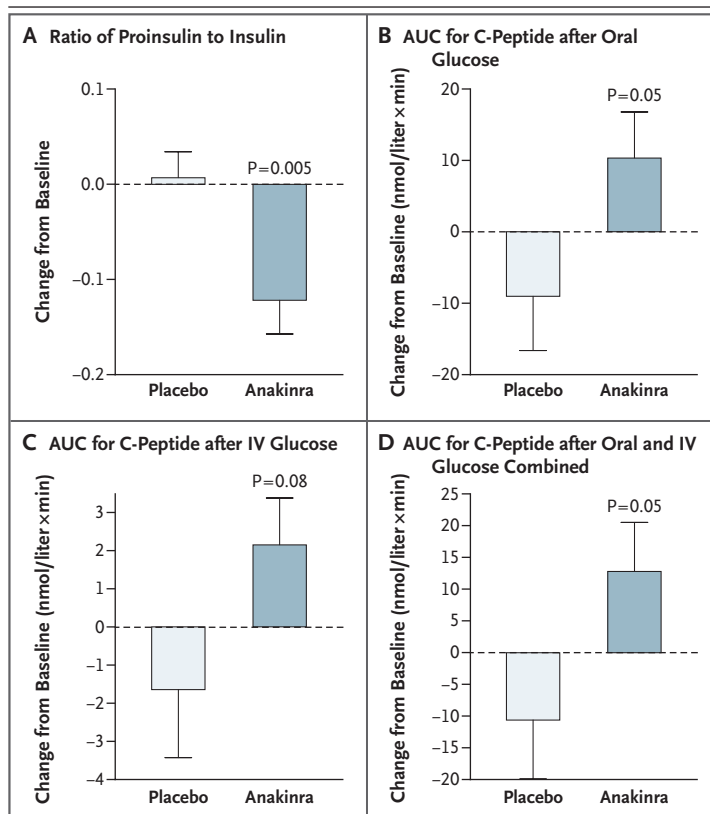 A Ratio of Proinsulin to Insulin
Change from Baseline
0.1
0.0
−0.1
−0.2
P=0.005
Placebo
Anakinra
B AUC for C-Peptide after Oral
Glucose
Change from Baseline (nmol/liter×min)
20
10
0
−10
−20
P=0.05
Placebo
Anakinra
C AUC for C-Peptide after IV Glucose
Change from Baseline (nmol/liter×min)
3
2
1
0
−1
−2
−3
−4
P=0.08
Placebo
Anakinra
D AUC for C-Peptide after Oral and IV
Glucose Combined
Change from Baseline (nmol/liter×min)
25
20
15
10
5
0
−5
−10
−15
−20
P=0.05
Placebo
Anakinra